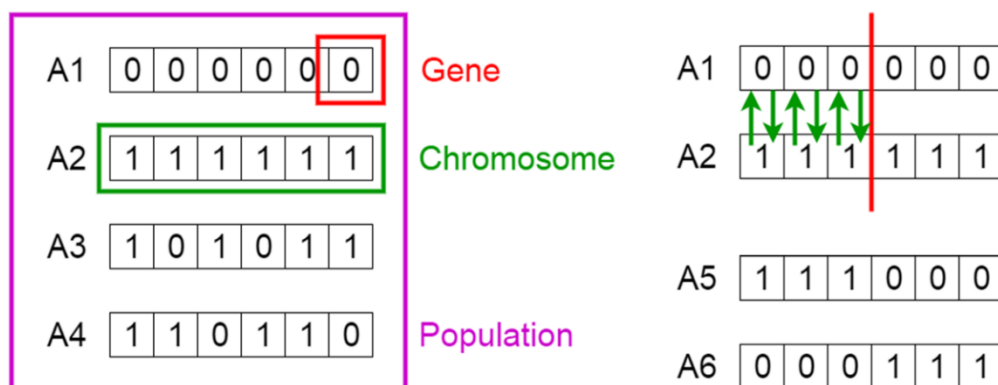 A1 0 0 0 0 0 0 Gene
A2 1 1 1 1 1 1 Chromosome
A3 1 0 1 0 1 1
A4 1 1 0 1 1 0 Population
A1 0 0 0 0 0 0
A2 1 1 1 1 1 1
A5 1 1 1 0 0 0
A6 0 0 0 1 1 1